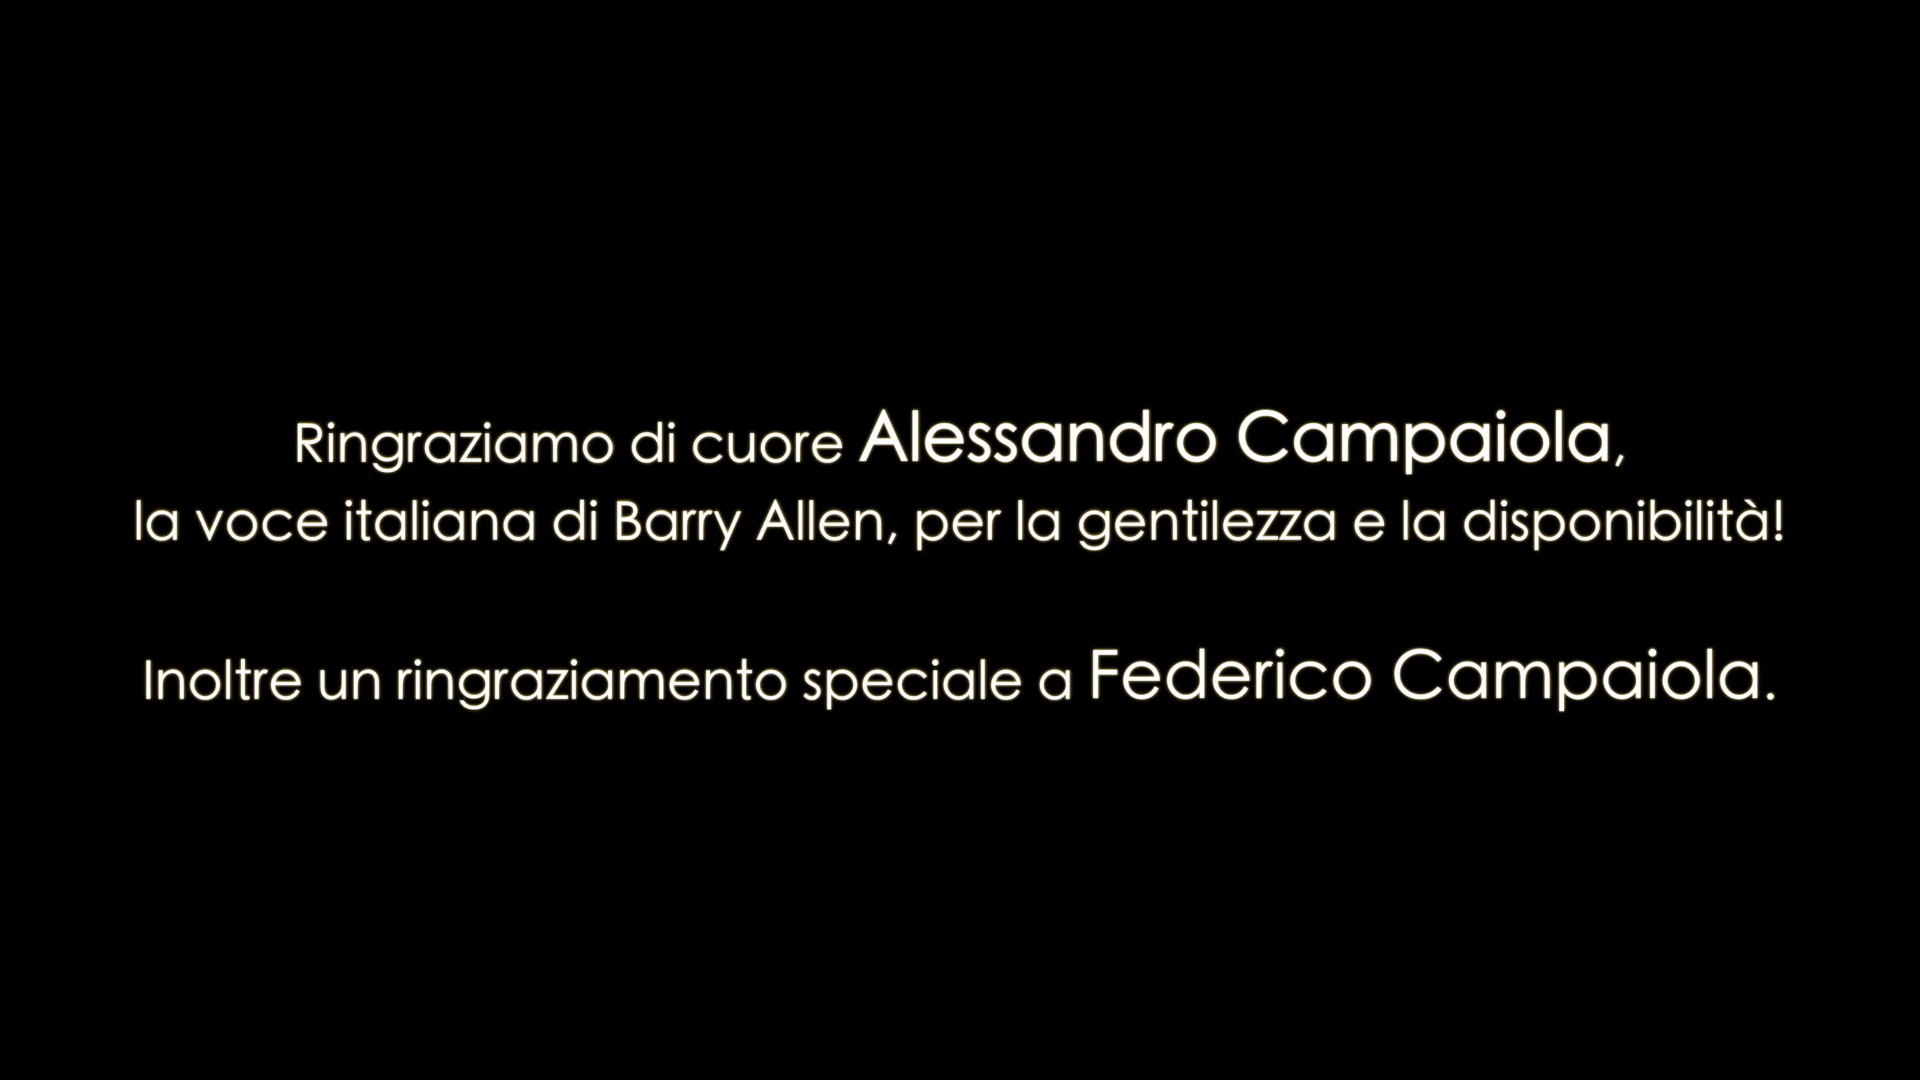 Ringraziamo di cuore Alessandro Campaiola,
la voce italiana di Barry Allen, per la gentilezza e la disponibilità!
Inoltre un ringraziamento speciale a Federico Campaiola.